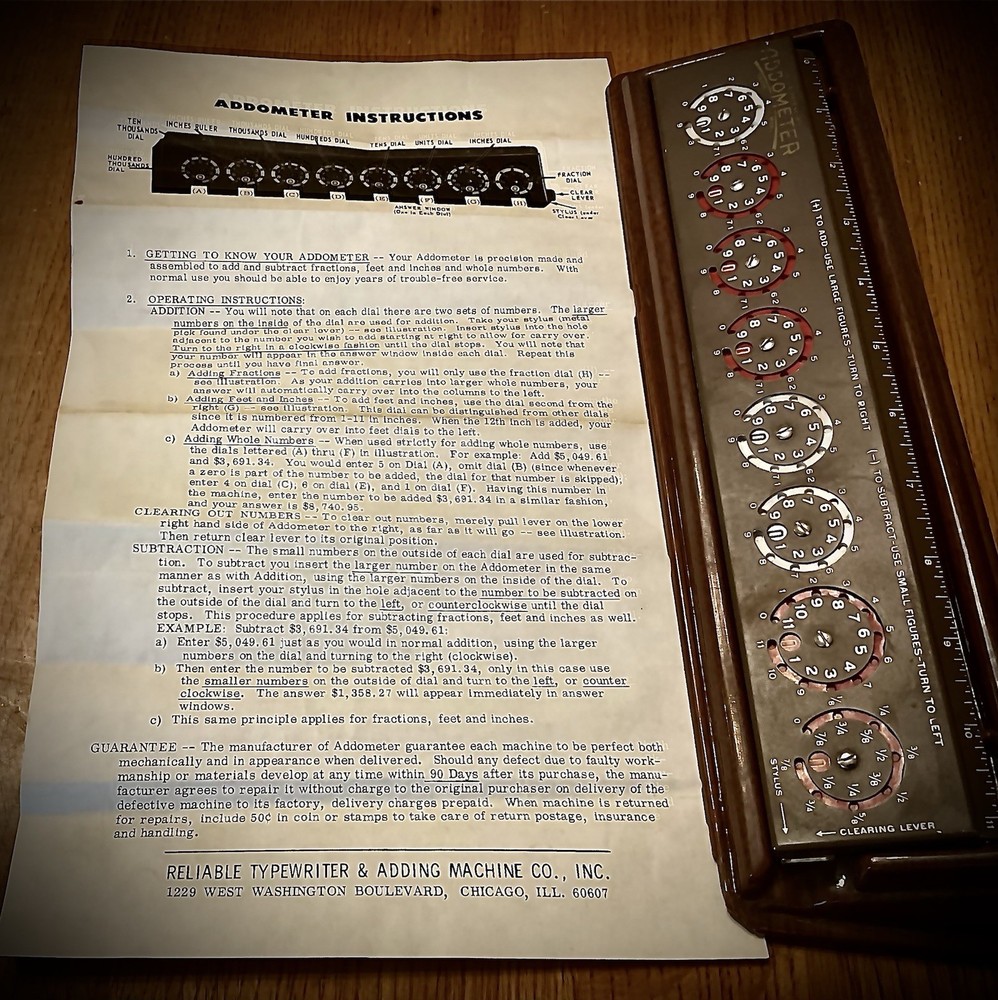 ADDOMETER INSTRUCTIONS
TEN THOUSANDS DIAL
INCHES RULER
THOUSANDS DIAL
HUNDREDS DIAL
TENS DIAL
UNITS DIAL
INCHES DIAL
HUNDRED THOUSANDS DIAL
FRACTION DIAL
CLEAR LEVER
STYLUS (under Clear Lever)
(A) (B) (C) (D) (E) (F) (G) (H)
ANSWER WINDOW
(One in Each Dial)
1. GETTING TO KNOW YOUR ADDOMETER -- Your Addometer is precision made and
assembled to add and subtract fractions, feet and inches and whole numbers. With
normal use you should be able to enjoy years of trouble-free service.
2. OPERATING INSTRUCTIONS:
ADDITION -- You will note that on each dial there are two sets of numbers. The larger
numbers on the inside of the dial are used for addition. Take your stylus (metal
pick found under the clear lever) -- see illustration. Insert stylus into the hole
adjacent to the number you wish to add starting at right to allow for carry over.
Turn to the right in a clockwise fashion until the dial stops. You will note that
your number will appear in the answer window inside each dial. Repeat this
process until you have final answer.
a) Adding Fractions -- To add fractions, you will only use the fraction dial (H) --
see illustration. As your addition carries into larger whole numbers, your
answer will automatically carry over into the columns to the left.
b) Adding Feet and Inches -- To add feet and inches, use the dial second from the
right (G) -- see illustration. This dial can be distinguished from other dials
since it is numbered from 1-11 in inches. When the 12th inch is added, your
Addometer will carry over into feet dials to the left.
c) Adding Whole Numbers -- When used strictly for adding whole numbers, use
the dials lettered (A) thru (F) in illustration. For example: Add $5,049.61
and $3,691.34. You would enter 5 on Dial (A), omit dial (B) (since whenever
a zero is part of the number to be added, the dial for that number is skipped);
enter 4 on dial (C), 6 on dial (E), and 1 on dial (F). Having this number in
the machine, enter the number to be added $3,691.34 in a similar fashion,
and your answer is $8,740.95.
CLEARING OUT NUMBERS -- To clear out numbers, merely pull lever on the lower
right hand side of Addometer to the right, as far as it will go -- see illustration.
Then return clear lever to its original position.
SUBTRACTION -- The small numbers on the outside of each dial are used for subtrac-
tion. To subtract you insert the larger number on the Addometer in the same
manner as with Addition, using the larger numbers on the inside of the dial. To
subtract, insert your stylus in the hole adjacent to the number to be subtracted on
the outside of the dial and turn to the left, or counterclockwise until the dial
stops. This procedure applies for subtracting fractions, feet and inches as well.
EXAMPLE: Subtract $3,691.34 from $5,049.61:
a) Enter $5,049.61 just as you would in normal addition, using the larger
numbers on the dial and turning to the right (clockwise).
b) Then enter the number to be subtracted $3,691.34, only in this case use
the smaller numbers on the outside of dial and turn to the left, or counter
clockwise. The answer $1,358.27 will appear immediately in answer
windows.
c) This same principle applies for fractions, feet and inches.
GUARANTEE -- The manufacturer of Addometer guarantee each machine to be perfect both
mechanically and in appearance when delivered. Should any defect due to faulty work-
manship or materials develop at any time within 90 Days after its purchase, the manu-
facturer agrees to repair it without charge to the original purchaser on delivery of the
defective machine to its factory, delivery charges prepaid. When machine is returned
for repairs, include 50¢ in coin or stamps to take care of return postage, insurance
and handling.
RELIABLE TYPEWRITER & ADDING MACHINE CO., INC.
1229 WEST WASHINGTON BOULEVARD, CHICAGO, ILL. 60607
ADDOMETER
(+) TO ADD-USE LARGE FIGURES-TURN TO RIGHT
(-) TO SUBTRACT-USE SMALL FIGURES-TURN TO LEFT
STYLUS
CLEARING LEVER